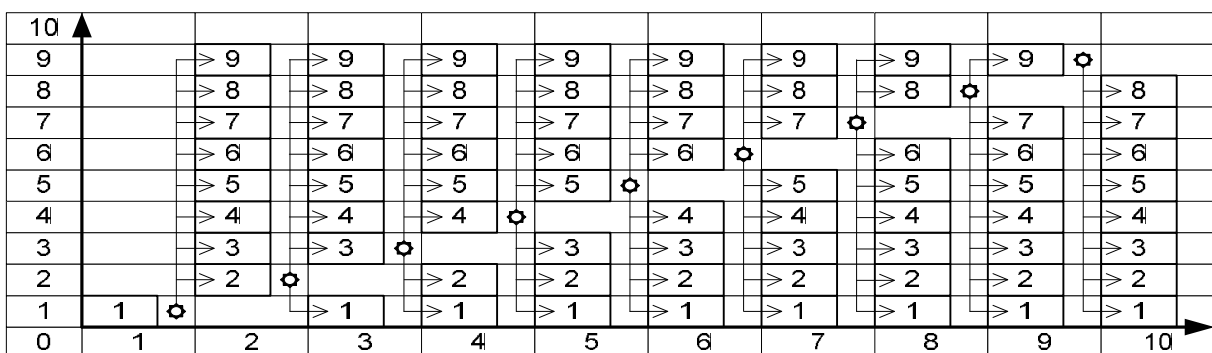 10
9 9 9 9 9 9 9 9 9
8 8 8 8 8 8 8 8 8
7 7 7 7 7 7 7 7 7
6 6 6 6 6 6 6 6 6
5 5 5 5 5 5 5 5 5
4 4 4 4 4 4 4 4 4
3 3 3 3 3 3 3 3 3
2 2 2 2 2 2 2 2 2
1 1 1 1 1 1 1 1 1 1
0 1 2 3 4 5 6 7 8 9 10